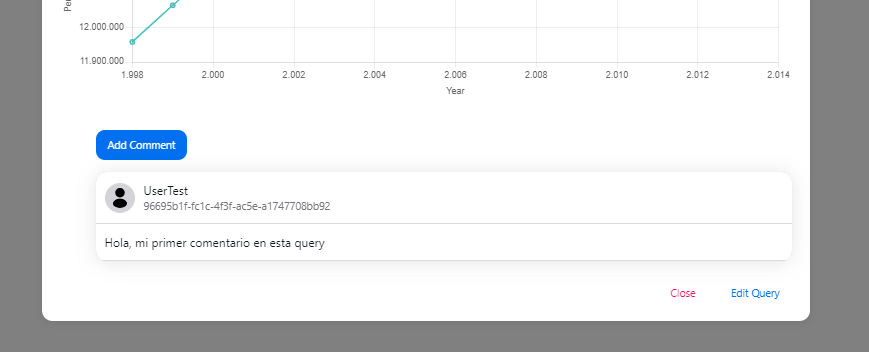 Per
12.000.000
11.900.000
1.998 2.000 2.002 2.004 2.006 2.008 2.010 2.012 2.014
Year
Add Comment
UserTest
96695b1f-fc1c-4f3f-ac5e-a1747708bb92
Hola, mi primer comentario en esta query
Close Edit Query